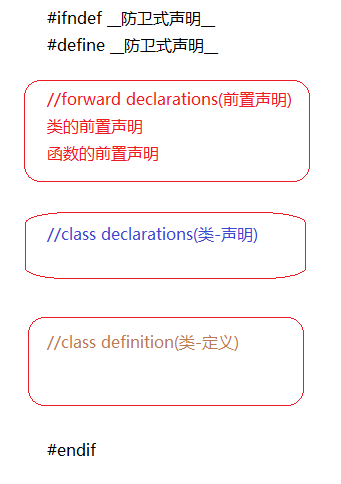 #ifndef __防卫式声明__
#define __防卫式声明__
//forward declarations(前置声明)
类的前置声明
函数的前置声明
//class declarations(类-声明)
//class definition(类-定义)
#endif